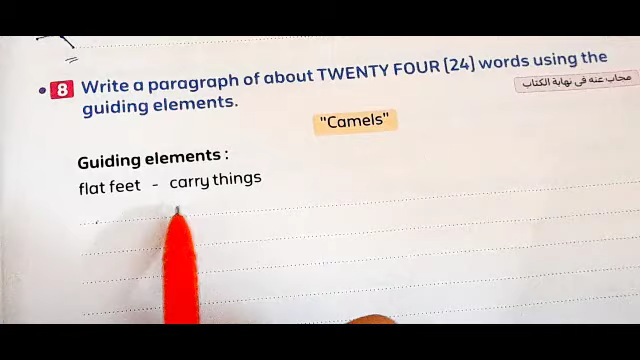 8 Write a paragraph of about TWENTY FOUR (24) words using the
guiding elements.
مجاب عنه فى نهاية الكتاب
"Camels"
Guiding elements :
flat feet - carry things